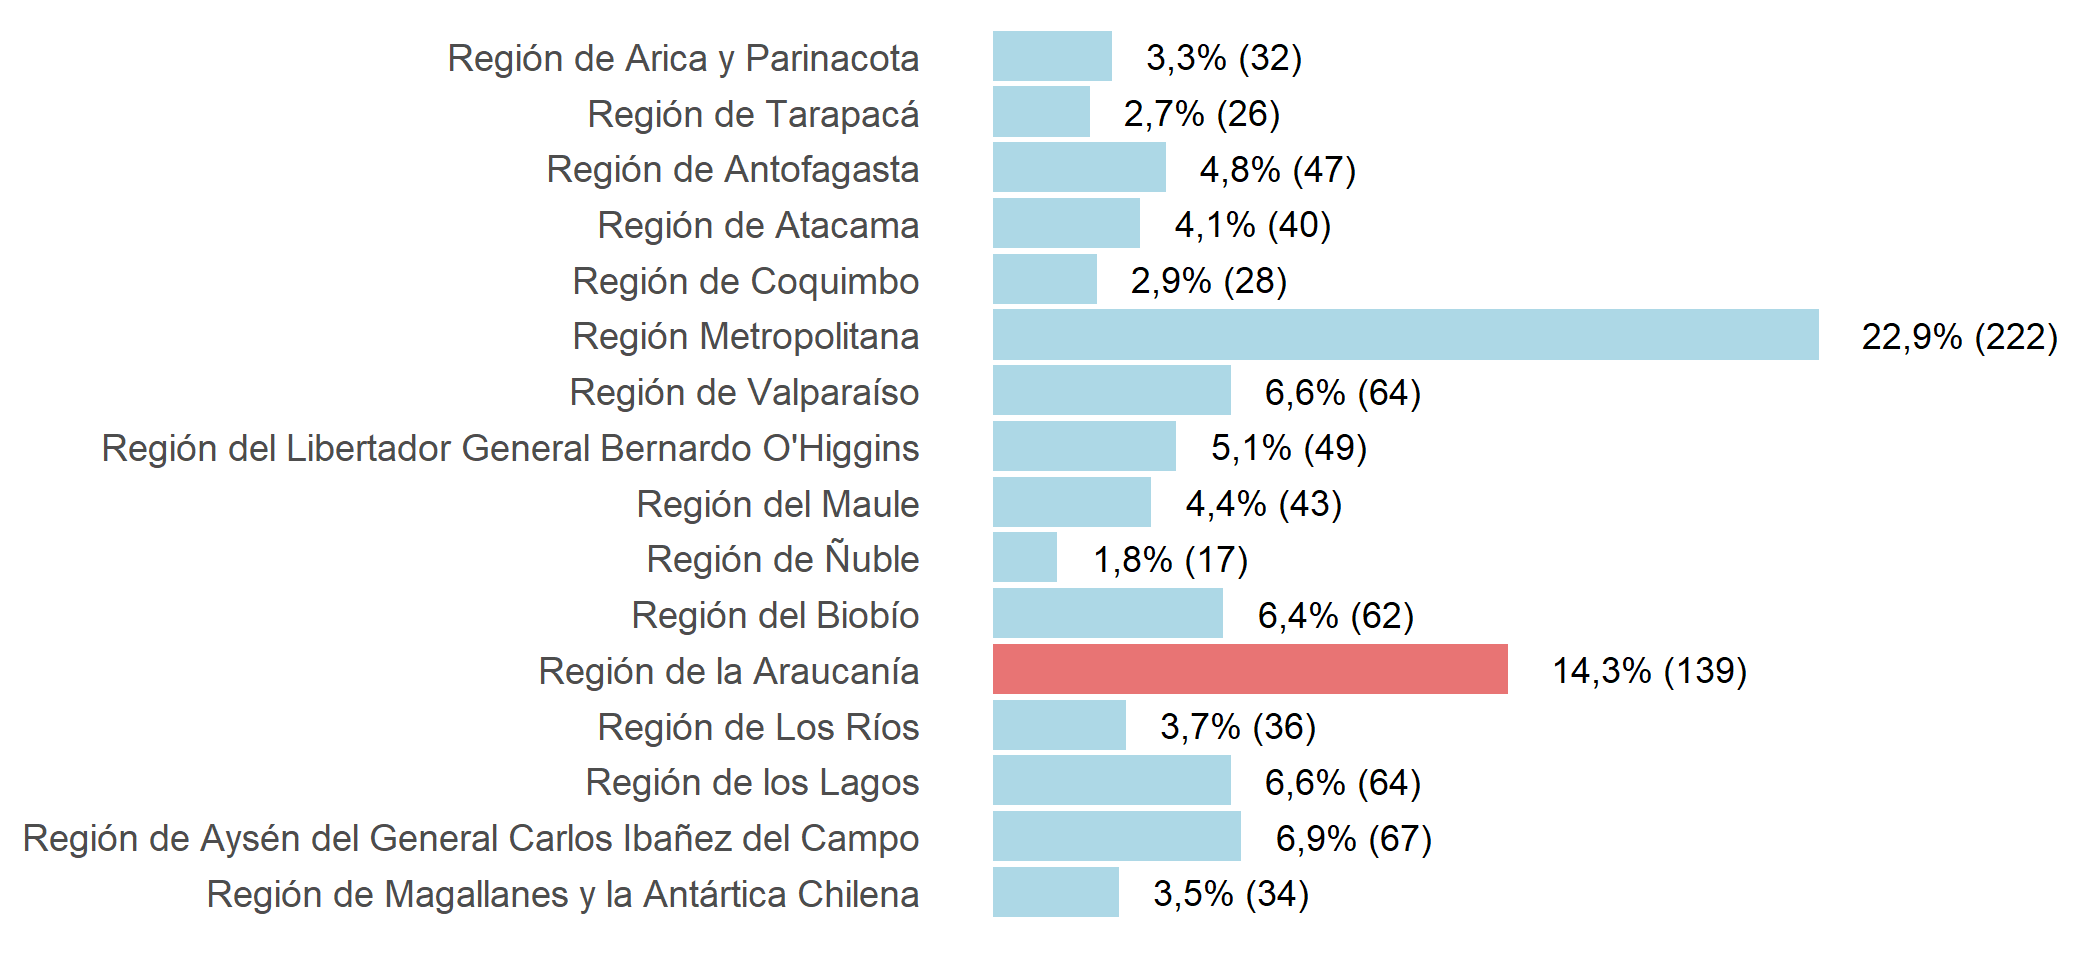 Región de Arica y Parinacota 3,3% (32)
Región de Tarapacá 2,7% (26)
Región de Antofagasta 4,8% (47)
Región de Atacama 4,1% (40)
Región de Coquimbo 2,9% (28)
Región Metropolitana 22,9% (222)
Región de Valparaíso 6,6% (64)
Región del Libertador General Bernardo O'Higgins 5,1% (49)
Región del Maule 4,4% (43)
Región de Ñuble 1,8% (17)
Región del Biobío 6,4% (62)
Región de la Araucanía 14,3% (139)
Región de Los Ríos 3,7% (36)
Región de los Lagos 6,6% (64)
Región de Aysén del General Carlos Ibañez del Campo 6,9% (67)
Región de Magallanes y la Antártica Chilena 3,5% (34)